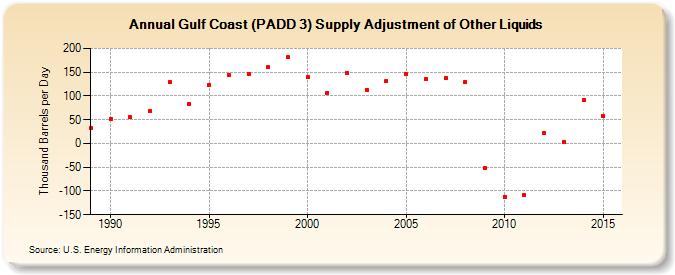 Annual Gulf Coast (PADD 3) Supply Adjustment of Other Liquids
Thousand Barrels per Day
200
150
100
50
0
-50
-100
-150
1990 1995 2000 2005 2010 2015
Source: U.S. Energy Information Administration